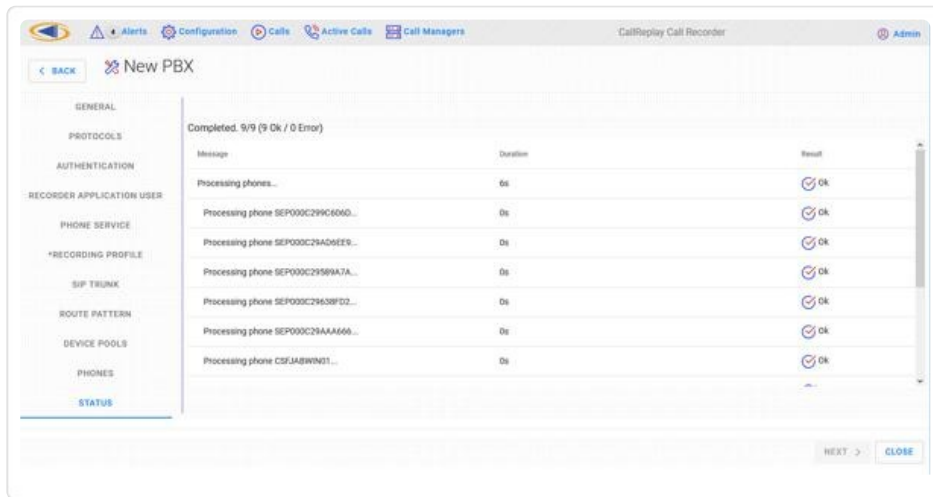 Alerts Configuration Calls Active Calls Call Managers CallReplay Call Recorder Admin
< BACK New PBX
GENERAL
PROTOCOLS
AUTHENTICATION
RECORDER APPLICATION USER
PHONE SERVICE
*RECORDING PROFILE
SIP TRUNK
ROUTE PATTERN
DEVICE POOLS
PHONES
STATUS
Completed. 9/9 (9 Ok / 0 Error)
Message Duration Result
Processing phones... 6s Ok
Processing phone SEP000C299C606D... 0s Ok
Processing phone SEP000C29AD6EE9... 0s Ok
Processing phone SEP000C29589A7A... 0s Ok
Processing phone SEP000C29638FD2... 0s Ok
Processing phone SEP000C29AAA666... 0s Ok
Processing phone CSFJABWIN01... 0s Ok
NEXT > CLOSE